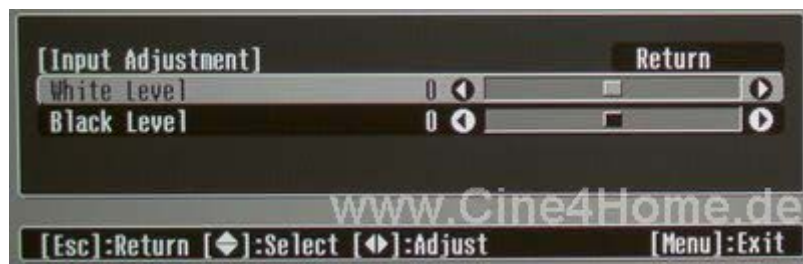 [Input Adjustment] Return
White Level 0
Black Level 0
www.Cine4Home.de
[Esc]:Return [◆]:Select [◀▶]:Adjust [Menu]:Exit